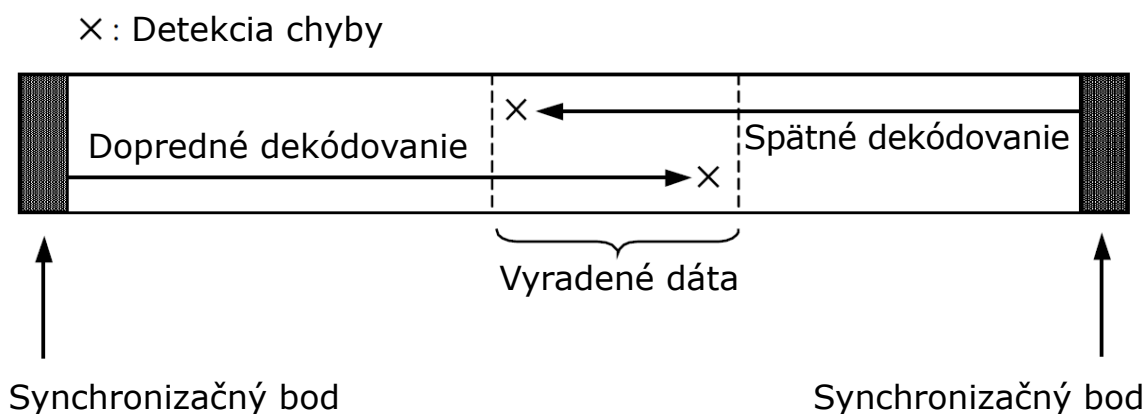 × : Detekcia chyby
Spätné dekódovanie
Dopredné dekódovanie
Vyradené dáta
Synchronizačný bod
Synchronizačný bod